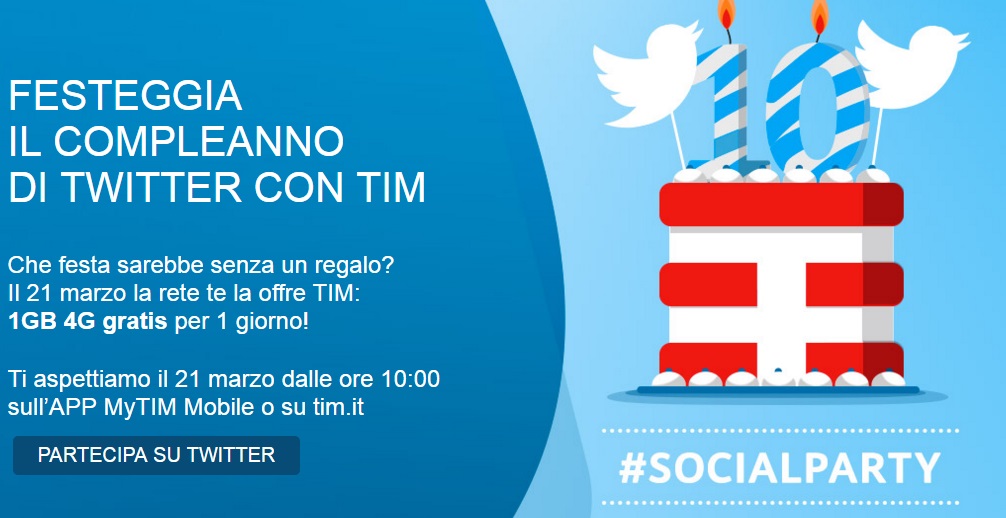 FESTEGGIA
IL COMPLEANNO
DI TWITTER CON TIM
Che festa sarebbe senza un regalo?
Il 21 marzo la rete te la offre TIM:
1GB 4G gratis per 1 giorno!
Ti aspettiamo il 21 marzo dalle ore 10:00
sull'APP MyTIM Mobile o su tim.it
PARTECIPA SU TWITTER
10
#SOCIALPARTY